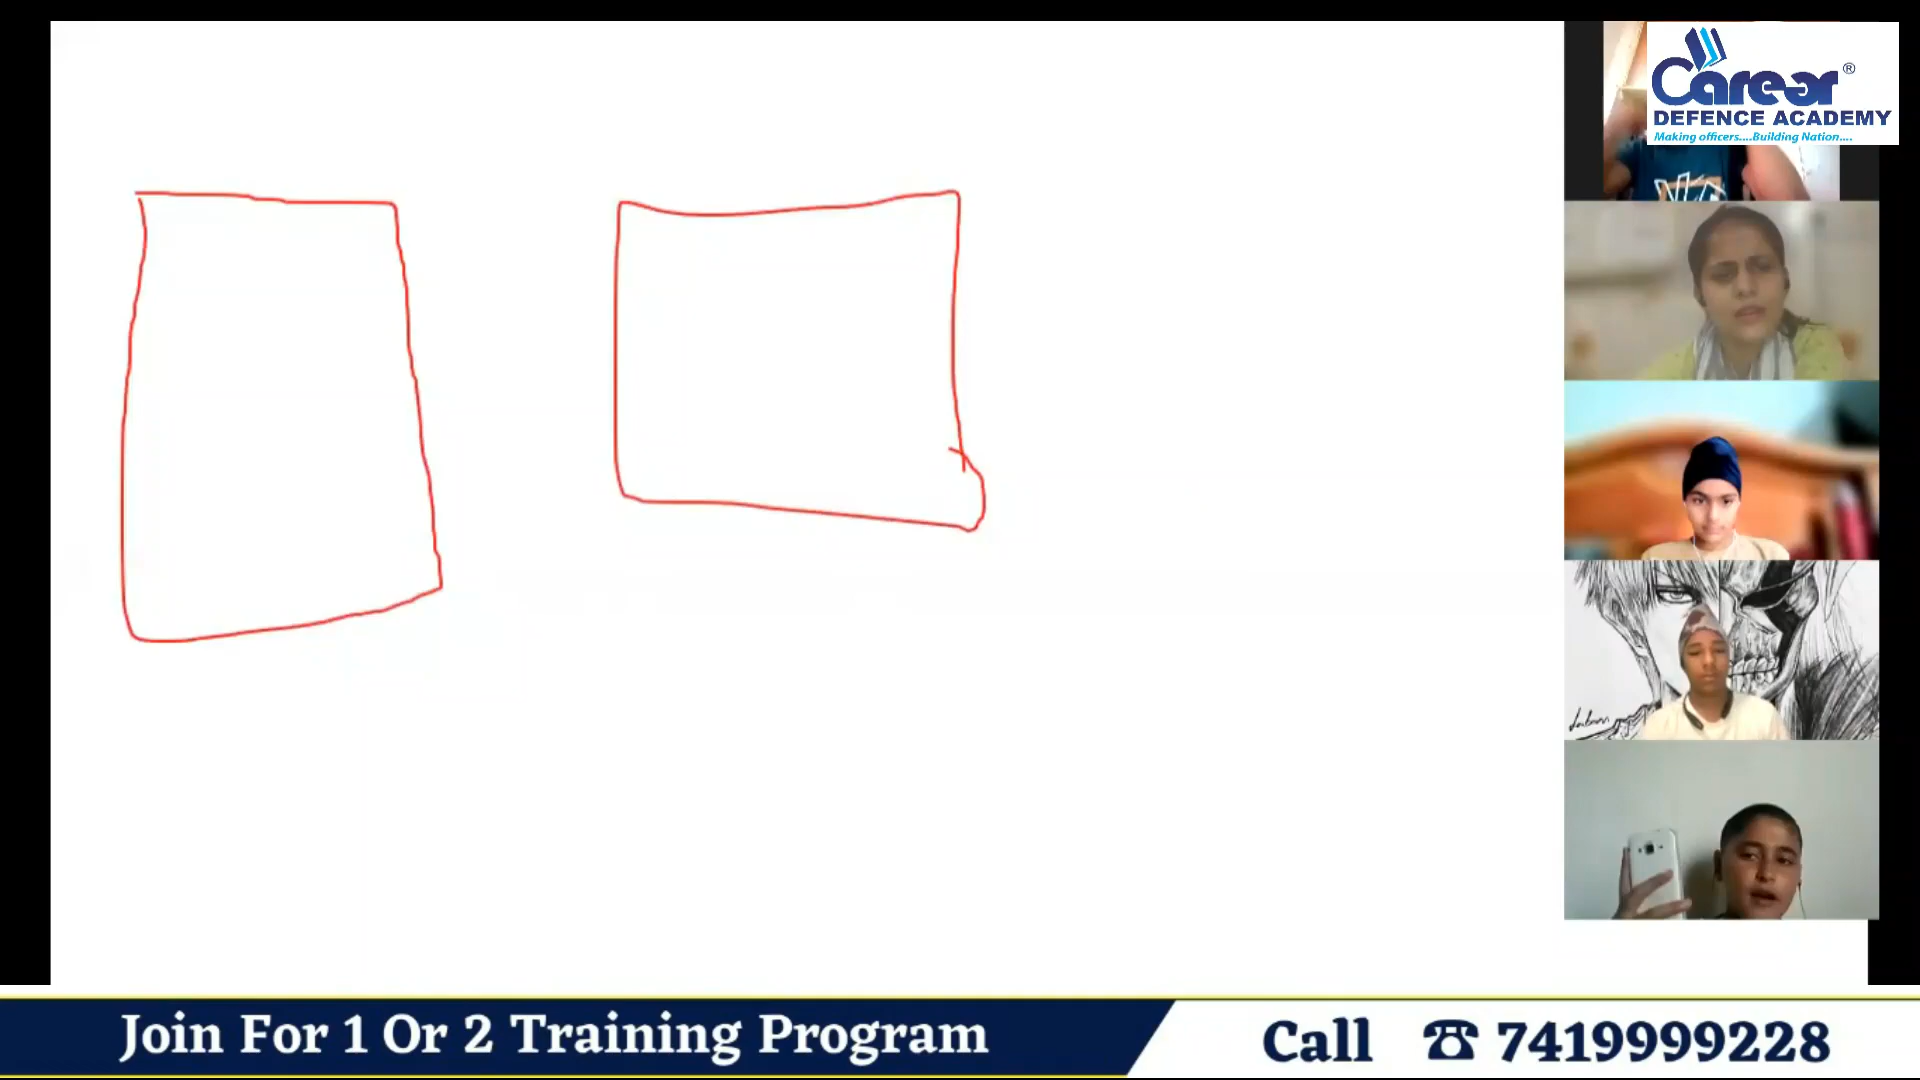 Career®
DEFENCE ACADEMY
Making officers....Building Nation....
Join For 1 Or 2 Training Program
Call ☎ 7419999228